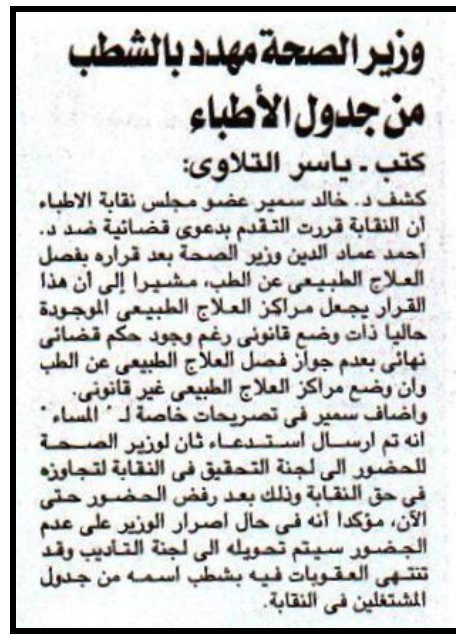 وزير الصحة مهدد بالشطب
من جدول الأطباء
كتب ـ ياسر التلاوى:
كشف د. خالد سمير عضو مجلس نقابة الاطباء
أن النقابة قررت التقدم بدعوى قضائية ضد د.
أحمد عماد الدين وزير الصحة بعد قراره بفصل
العلاج الطبيعى عن الطب، مشيرا إلى أن هذا
القرار يجعل مراكز العلاج الطبيعى الموجودة
حاليا ذات وضع قانونى رغم وجود حكم قضائى
نهائى بعدم جواز فصل العلاج الطبيعى عن الطب
وان وضع مراكز العلاج الطبيعى غير قانونى.
واضاف سمير فى تصريحات خاصة لـ "المساء"
انه تم ارسال استدعاء ثان لوزير الصحة
للحضور الى لجنة التحقيق فى النقابة لتجاوزه
فى حق النقابة وذلك بعد رفض الحضور حتى
الآن، مؤكدا أنه فى حال اصرار الوزير على عدم
الحضور سيتم تحويله الى لجنة التأديب وقد
تنتهى العقوبات فيه بشطب اسمه من جدول
المشتغلين فى النقابة.